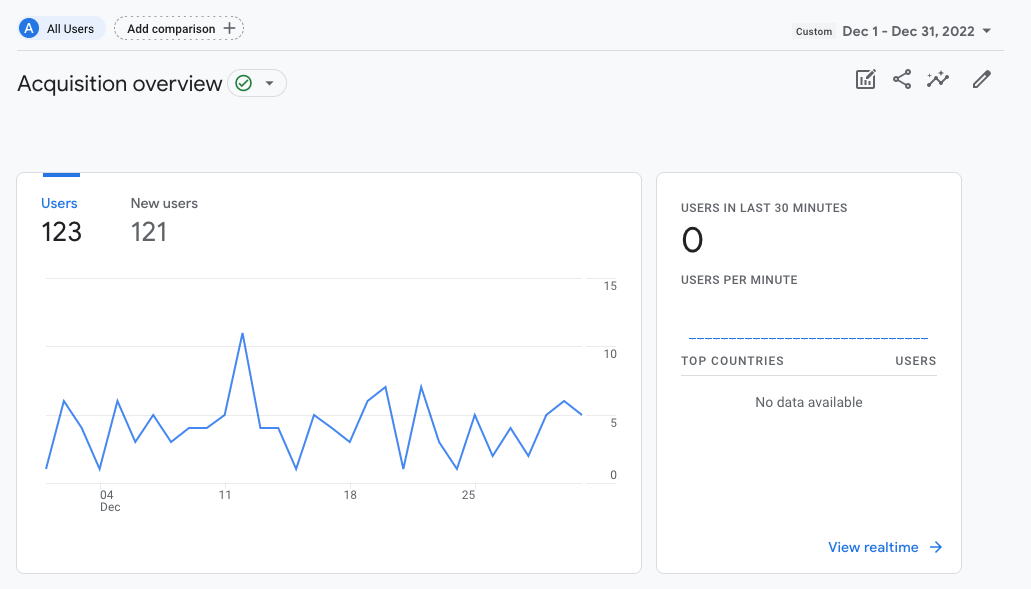 A All Users Add comparison +
Custom Dec 1 - Dec 31, 2022
Acquisition overview
Users New users
123 121
15
10
5
0
04 11 18 25
Dec
USERS IN LAST 30 MINUTES
0
USERS PER MINUTE
TOP COUNTRIES USERS
No data available
View realtime